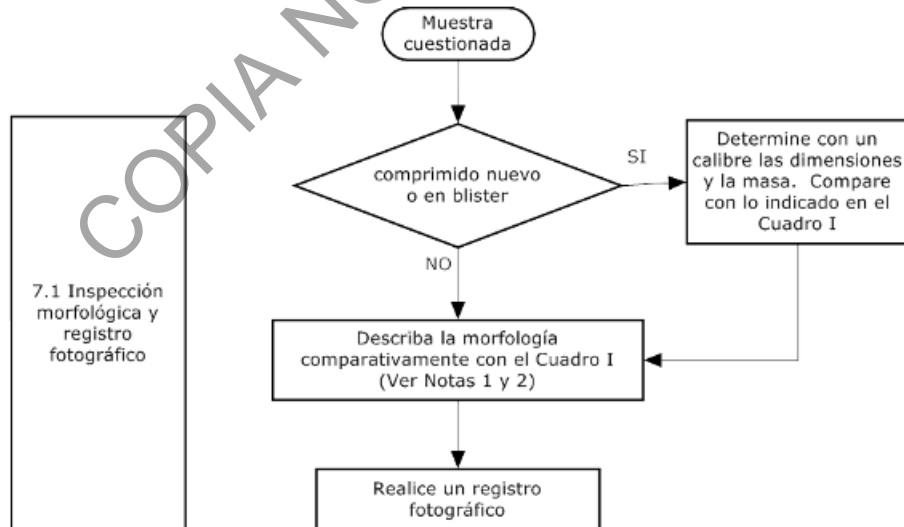 Muestra
cuestionada
comprimido nuevo
o en blister
SI
Determine con un
calibre las dimensiones
y la masa. Compare
con lo indicado en el
Cuadro I
NO
7.1 Inspección
morfológica y
registro
fotográfico
Describa la morfología
comparativamente con el Cuadro I
(Ver Notas 1 y 2)
Realice un registro
fotográfico
COPIA NO